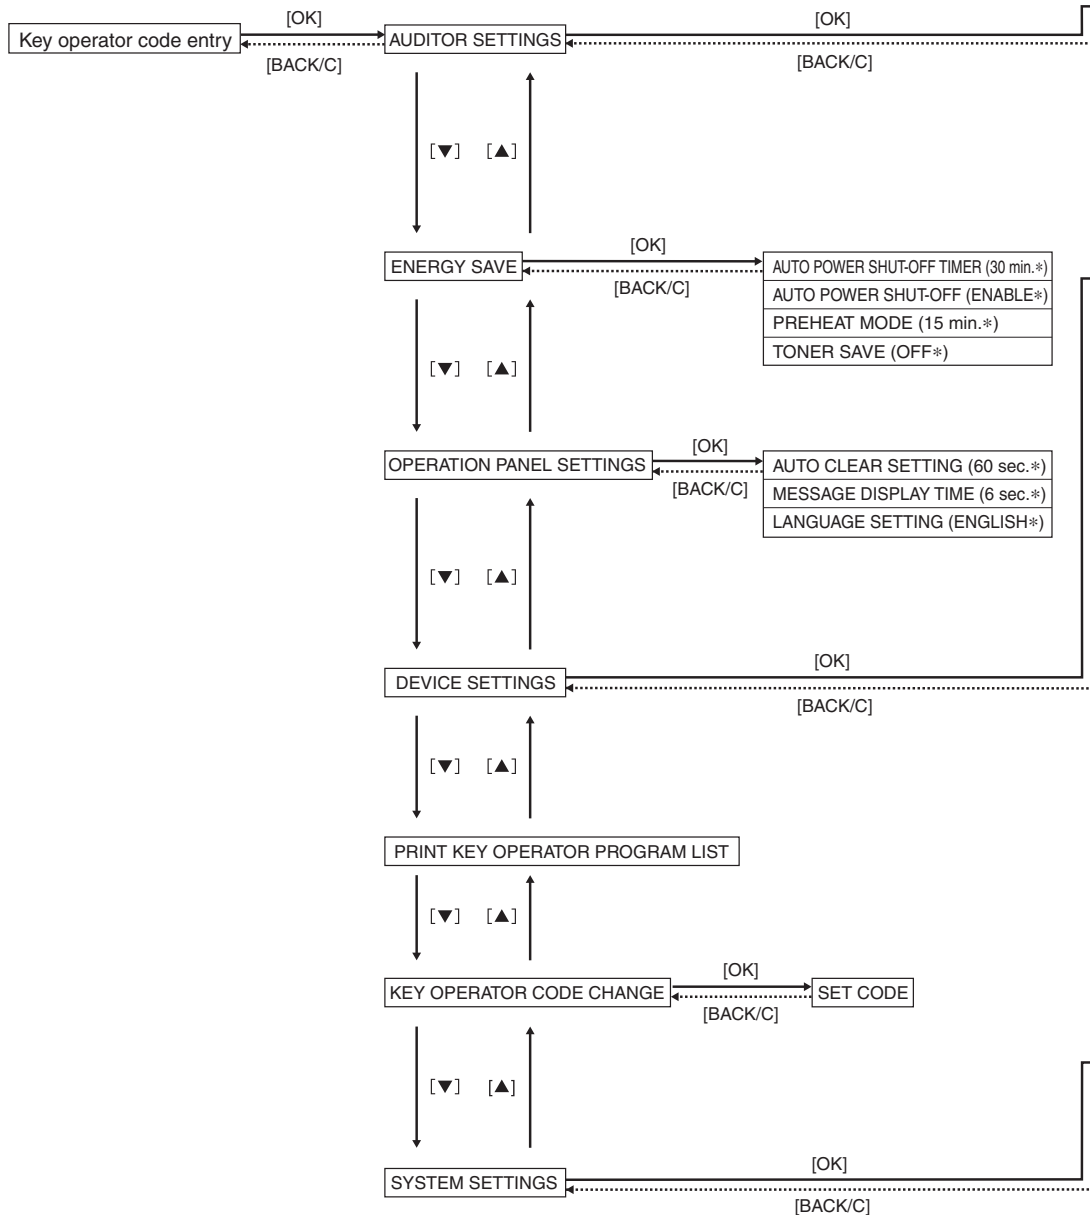 [OK]
[OK]
Key operator code entry
AUDITOR SETTINGS
[BACK/C]
[BACK/C]
[▼] [▲]
[OK]
ENERGY SAVE
[BACK/C]
AUTO POWER SHUT-OFF TIMER (30 min.*)
AUTO POWER SHUT-OFF (ENABLE*)
PREHEAT MODE (15 min.*)
TONER SAVE (OFF*)
[▼] [▲]
[OK]
OPERATION PANEL SETTINGS
[BACK/C]
AUTO CLEAR SETTING (60 sec.*)
MESSAGE DISPLAY TIME (6 sec.*)
LANGUAGE SETTING (ENGLISH*)
[▼] [▲]
[OK]
DEVICE SETTINGS
[BACK/C]
[▼] [▲]
PRINT KEY OPERATOR PROGRAM LIST
[▼] [▲]
[OK]
KEY OPERATOR CODE CHANGE
SET CODE
[BACK/C]
[▼] [▲]
[OK]
SYSTEM SETTINGS
[BACK/C]